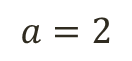 a = 2